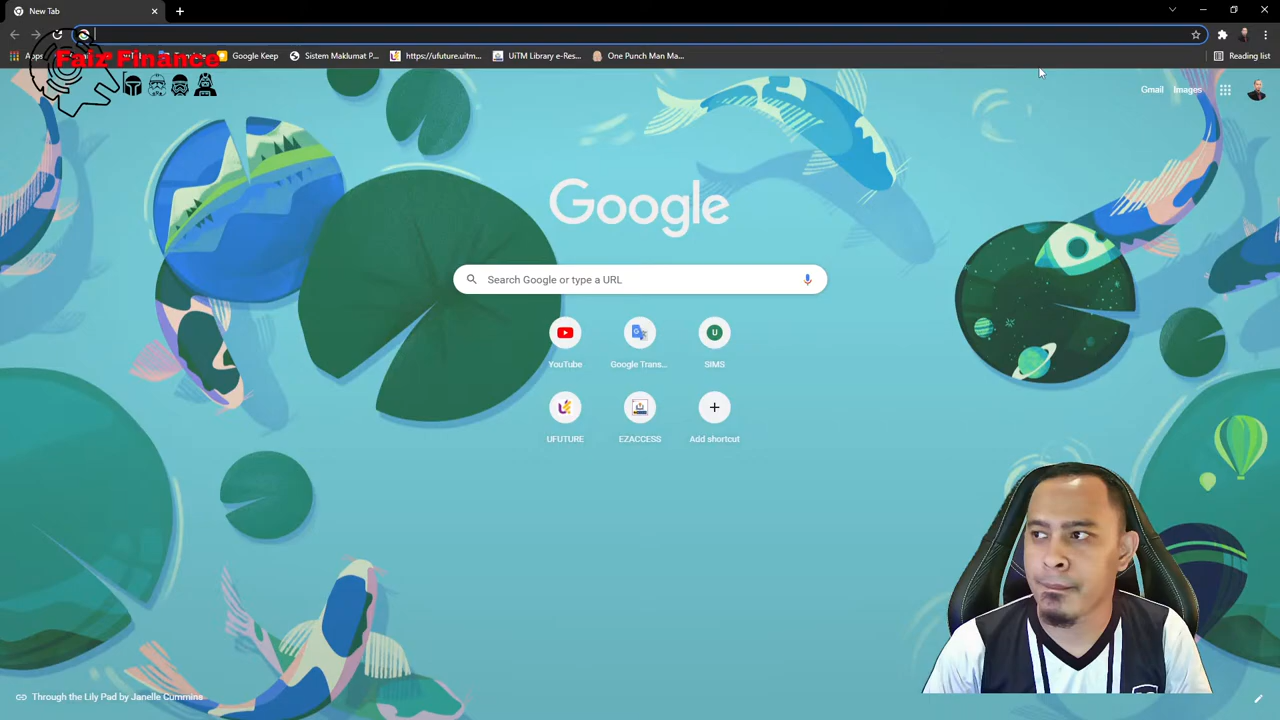 New Tab
Apps
Translate
Google Keep
Sistem Maklumat P...
https://ufuture.uitm...
UiTM Library e-Res...
One Punch Man Ma...
Reading list
Faiz Finance
Gmail
Images
Google
Search Google or type a URL
YouTube
Google Trans...
U
SIMS
UFUTURE
EZACCESS
Add shortcut
Through the Lily Pad by Janelle Cummins